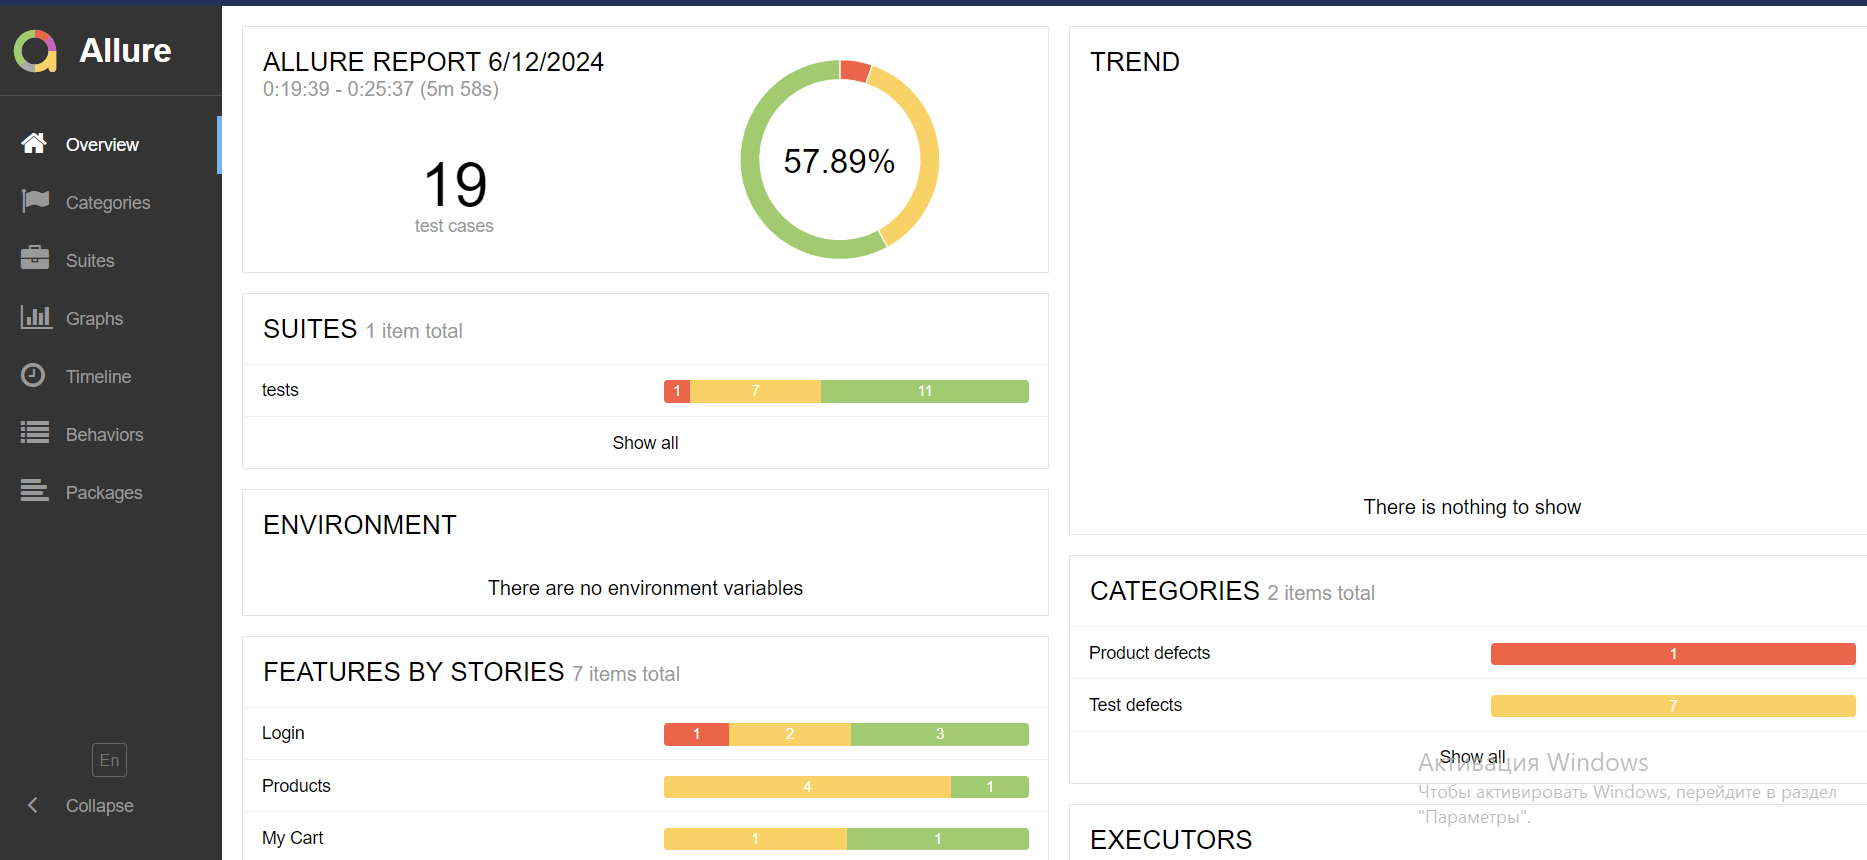 Allure
Overview
Categories
Suites
Graphs
Timeline
Behaviors
Packages
En
Collapse
ALLURE REPORT 6/12/2024
0:19:39 - 0:25:37 (5m 58s)
19
test cases
57.89%
SUITES 1 item total
tests 1 7 11
Show all
ENVIRONMENT
There are no environment variables
FEATURES BY STORIES 7 items total
Login 1 2 3
Products 4 1
My Cart 1 1
TREND
There is nothing to show
CATEGORIES 2 items total
Product defects 1
Test defects 7
Show all
Активация Windows
Чтобы активировать Windows, перейдите в раздел
"Параметры".
EXECUTORS